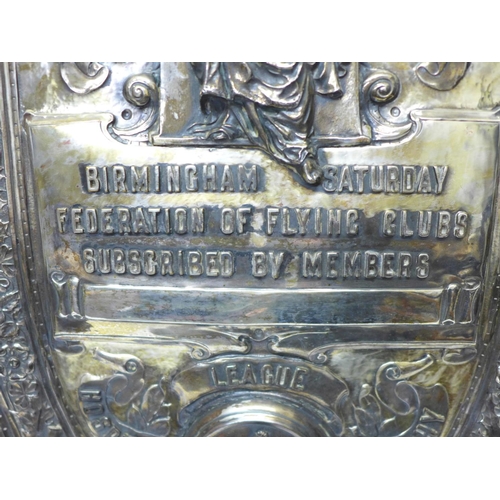 BIRMINGHAM SATURDAY
FEDERATION OF FLYING CLUBS
SUBSCRIBED BY MEMBERS
LEAGUE